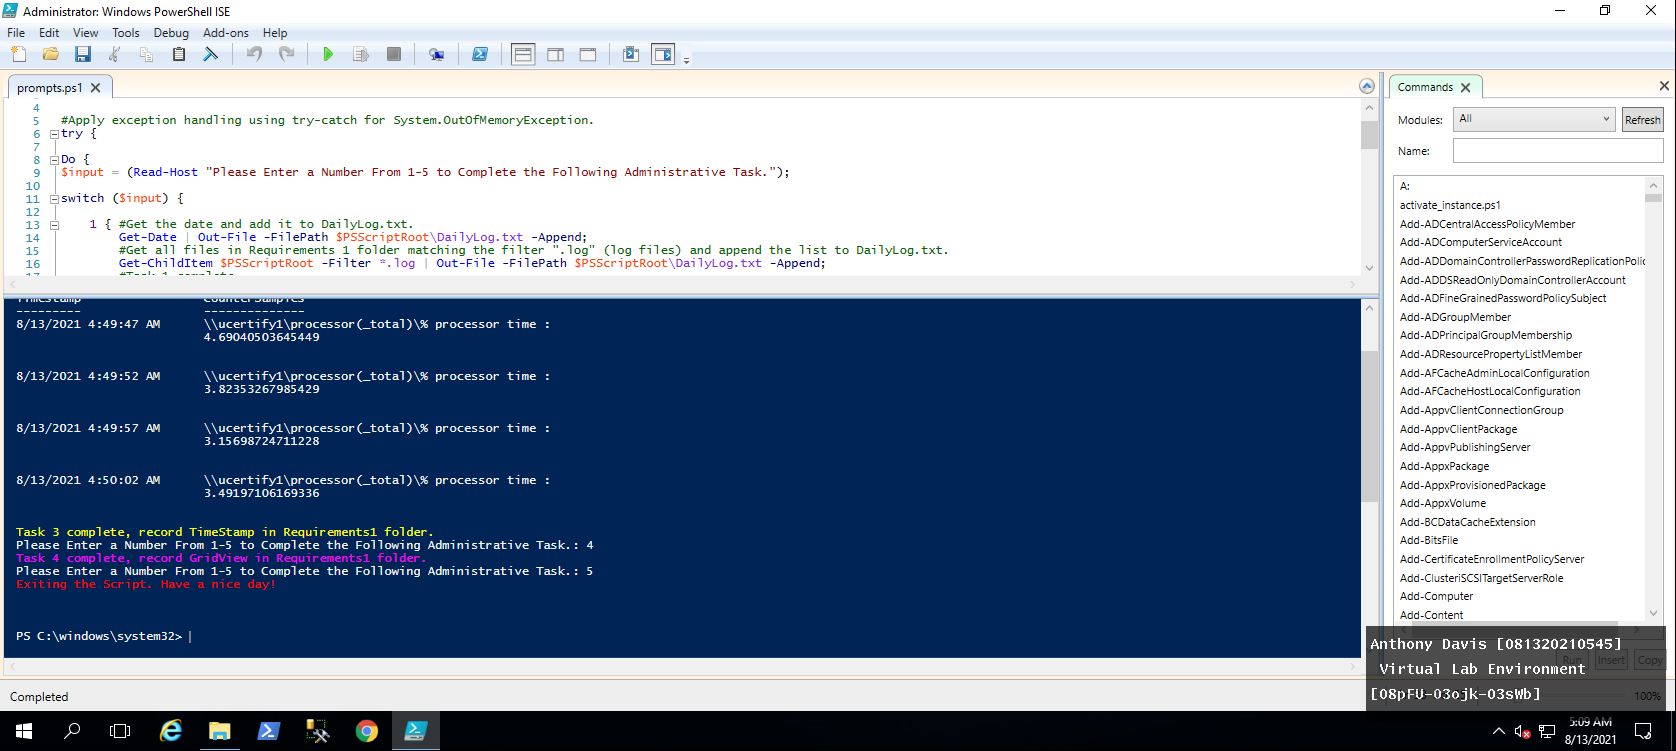 Administrator: Windows PowerShell ISE
File Edit View Tools Debug Add-ons Help
prompts.ps1
4
5 #Apply exception handling using try-catch for System.OutOfMemoryException.
6 try {
7
8 Do {
9 $input = (Read-Host "Please Enter a Number From 1-5 to Complete the Following Administrative Task.");
10
11 switch ($input) {
12
13 1 { #Get the date and add it to DailyLog.txt.
14 Get-Date | Out-File -FilePath $PSScriptRoot\DailyLog.txt -Append;
15 #Get all files in Requirements 1 folder matching the filter ".log" (log files) and append the list to DailyLog.txt.
16 Get-ChildItem $PSScriptRoot -Filter *.log | Out-File -FilePath $PSScriptRoot\DailyLog.txt -Append;
#Task 1 complete
Timestamp CounterSamples
--------- --------------
8/13/2021 4:49:47 AM \\ucertify1\processor(_total)\% processor time :
4.69040503645449
8/13/2021 4:49:52 AM \\ucertify1\processor(_total)\% processor time :
3.82353267985429
8/13/2021 4:49:57 AM \\ucertify1\processor(_total)\% processor time :
3.15698724711228
8/13/2021 4:50:02 AM \\ucertify1\processor(_total)\% processor time :
3.49197106169336
Task 3 complete, record TimeStamp in Requirements1 folder.
Please Enter a Number From 1-5 to Complete the Following Administrative Task.: 4
Task 4 complete, record GridView in Requirements1 folder.
Please Enter a Number From 1-5 to Complete the Following Administrative Task.: 5
Exiting the Script. Have a nice day!
PS C:\windows\system32>
Completed
Commands
Modules: All Refresh
Name:
A:
activate_instance.ps1
Add-ADCentralAccessPolicyMember
Add-ADComputerServiceAccount
Add-ADDomainControllerPasswordReplicationPolic
Add-ADDSReadOnlyDomainControllerAccount
Add-ADFineGrainedPasswordPolicySubject
Add-ADGroupMember
Add-ADPrincipalGroupMembership
Add-ADResourcePropertyListMember
Add-AFCacheAdminLocalConfiguration
Add-AFCacheHostLocalConfiguration
Add-AppvClientConnectionGroup
Add-AppvClientPackage
Add-AppvPublishingServer
Add-AppxPackage
Add-AppxProvisionedPackage
Add-AppxVolume
Add-BCDataCacheExtension
Add-BitsFile
Add-CertificateEnrollmentPolicyServer
Add-ClusteriSCSITargetServerRole
Add-Computer
Add-Content
Anthony Davis [081320210545]
Run Insert Copy
Virtual Lab Environment
[08pFU-03ojk-03sWb]
100%
5:09 AM
8/13/2021